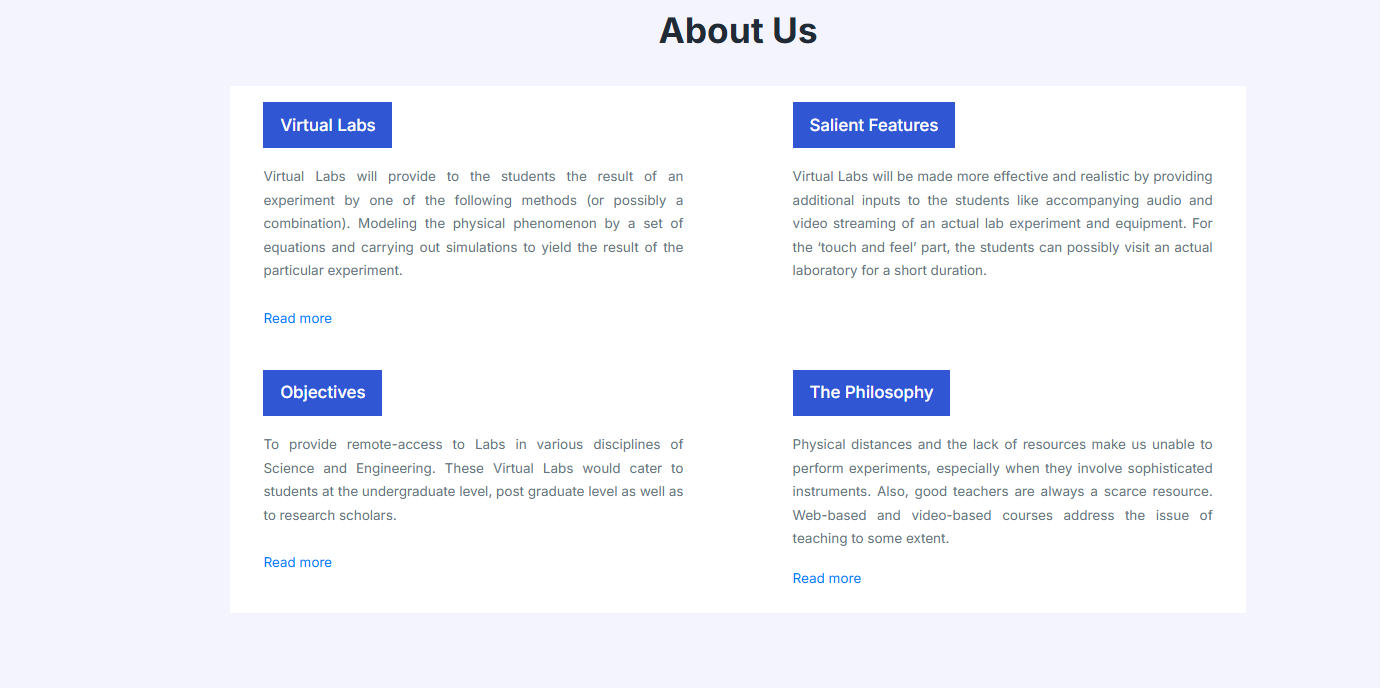 About Us
Virtual Labs
Virtual Labs will provide to the students the result of an
experiment by one of the following methods (or possibly a
combination). Modeling the physical phenomenon by a set of
equations and carrying out simulations to yield the result of the
particular experiment.
Read more
Salient Features
Virtual Labs will be made more effective and realistic by providing
additional inputs to the students like accompanying audio and
video streaming of an actual lab experiment and equipment. For
the ‘touch and feel’ part, the students can possibly visit an actual
laboratory for a short duration.
Objectives
To provide remote-access to Labs in various disciplines of
Science and Engineering. These Virtual Labs would cater to
students at the undergraduate level, post graduate level as well as
to research scholars.
Read more
The Philosophy
Physical distances and the lack of resources make us unable to
perform experiments, especially when they involve sophisticated
instruments. Also, good teachers are always a scarce resource.
Web-based and video-based courses address the issue of
teaching to some extent.
Read more